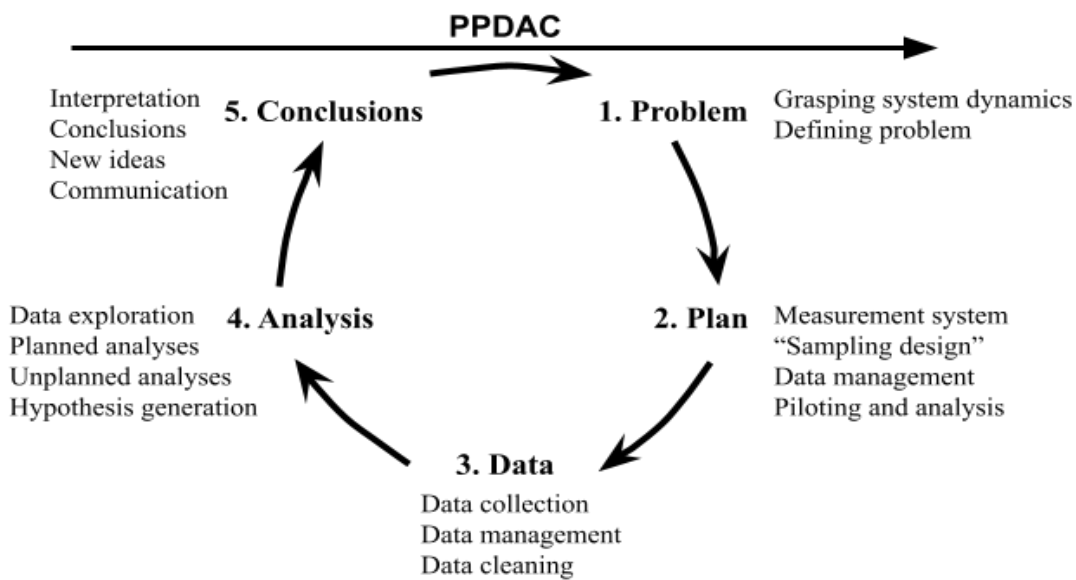 PPDAC
5. Conclusions
Interpretation
Conclusions
New ideas
Communication
1. Problem
Grasping system dynamics
Defining problem
4. Analysis
Data exploration
Planned analyses
Unplanned analyses
Hypothesis generation
2. Plan
Measurement system
“Sampling design”
Data management
Piloting and analysis
3. Data
Data collection
Data management
Data cleaning